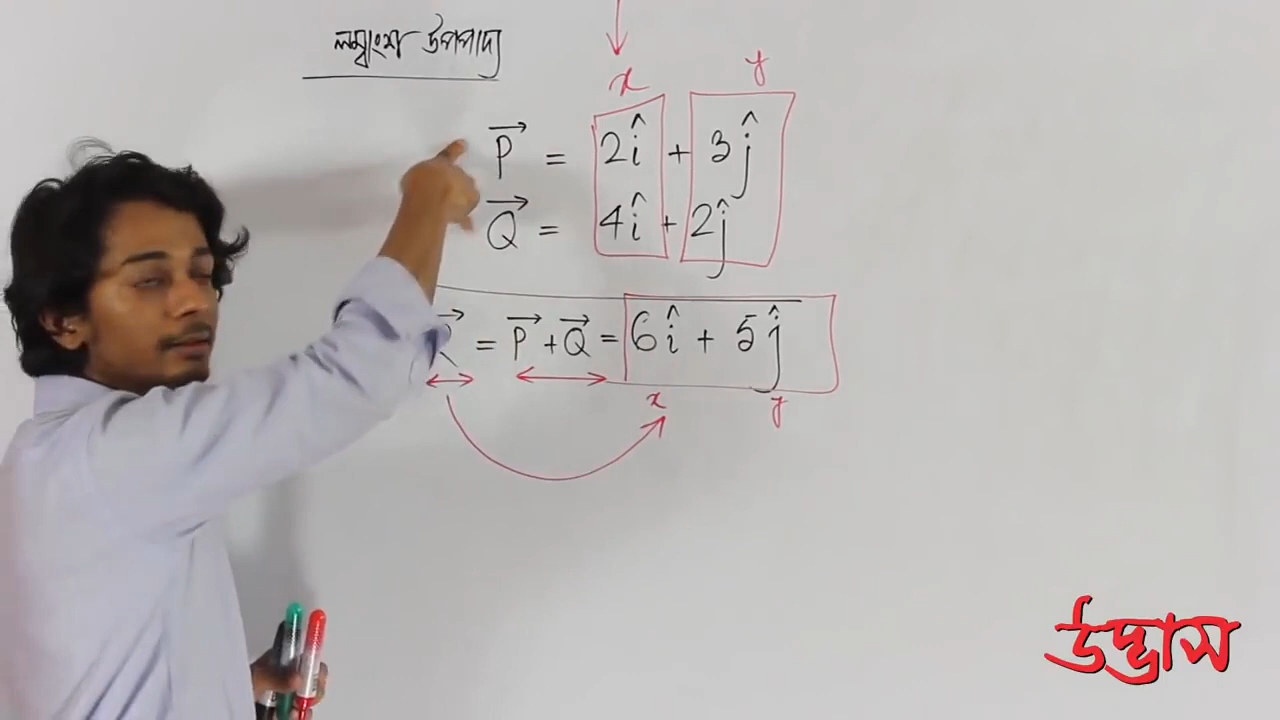 লম্বাংশ উপপাদ্য
x y
P⃗ = 2î + 3ĵ
Q⃗ = 4î + 2ĵ
R⃗ = P⃗ + Q⃗ = 6î + 5ĵ
x y
উদ্ভাস